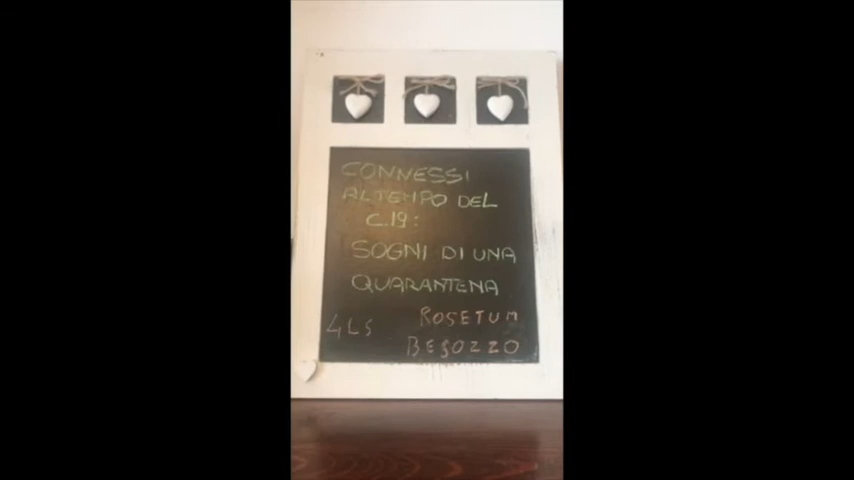 CONNESSI
AL TEMPO DEL
C.19:
SOGNI DI UNA
QUARANTENA
4LS ROSETUM
BESOZZO